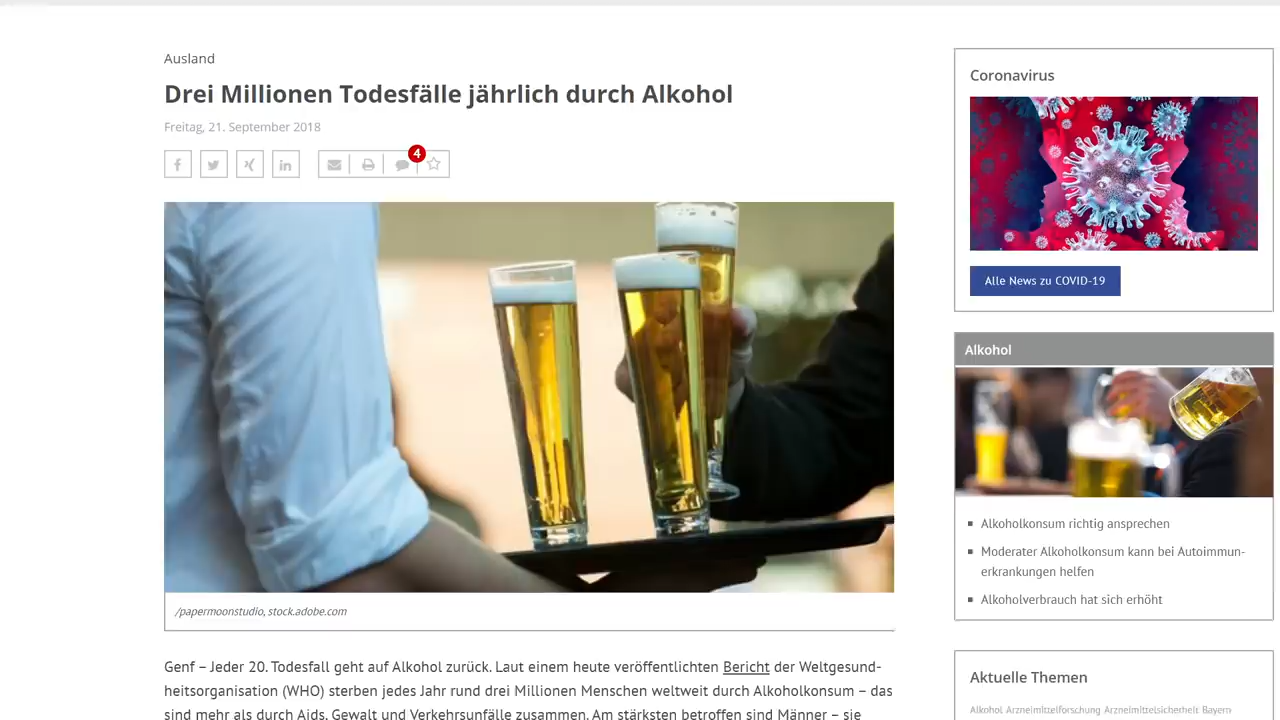 Ausland
Drei Millionen Todesfälle jährlich durch Alkohol
Freitag, 21. September 2018
4
/papermoonstudio, stock.adobe.com
Genf – Jeder 20. Todesfall geht auf Alkohol zurück. Laut einem heute veröffentlichten Bericht der Weltgesund-
heitsorganisation (WHO) sterben jedes Jahr rund drei Millionen Menschen weltweit durch Alkoholkonsum – das
sind mehr als durch Aids, Gewalt und Verkehrsunfälle zusammen. Am stärksten betroffen sind Männer – sie
Coronavirus
Alle News zu COVID-19
Alkohol
Alkoholkonsum richtig ansprechen
Moderater Alkoholkonsum kann bei Autoimmun-
erkrankungen helfen
Alkoholverbrauch hat sich erhöht
Aktuelle Themen
Alkohol Arzneimittelforschung Arzneimittelsicherheit Bayern